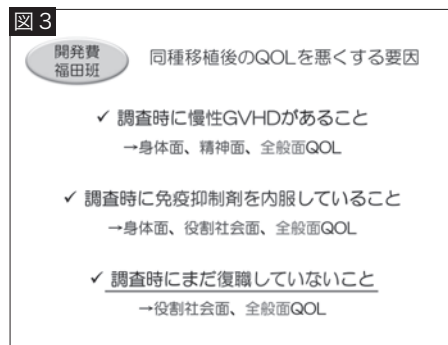 図3
開発費
福田班
同種移植後のQOLを悪くする要因
✓ 調査時に慢性GVHDがあること
→身体面、精神面、全般面QOL
✓ 調査時に免疫抑制剤を内服していること
→身体面、役割社会面、全般面QOL
✓ 調査時にまだ復職していないこと
→役割社会面、全般面QOL